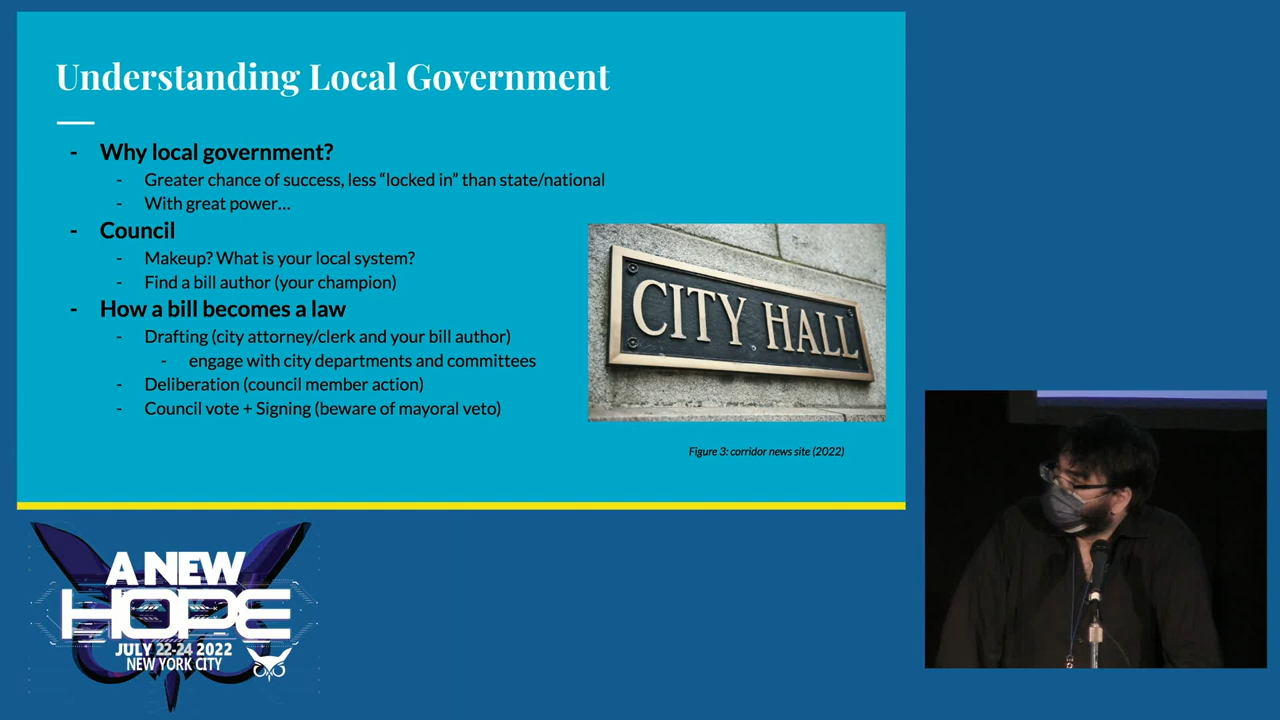 Understanding Local Government
- Why local government?
- Greater chance of success, less “locked in” than state/national
- With great power...
- Council
- Makeup? What is your local system?
- Find a bill author (your champion)
- How a bill becomes a law
- Drafting (city attorney/clerk and your bill author)
- engage with city departments and committees
- Deliberation (council member action)
- Council vote + Signing (beware of mayoral veto)
CITY HALL
Figure 3: corridor news site (2022)
A NEW
HOPE
JULY 22-24 2022
NEW YORK CITY